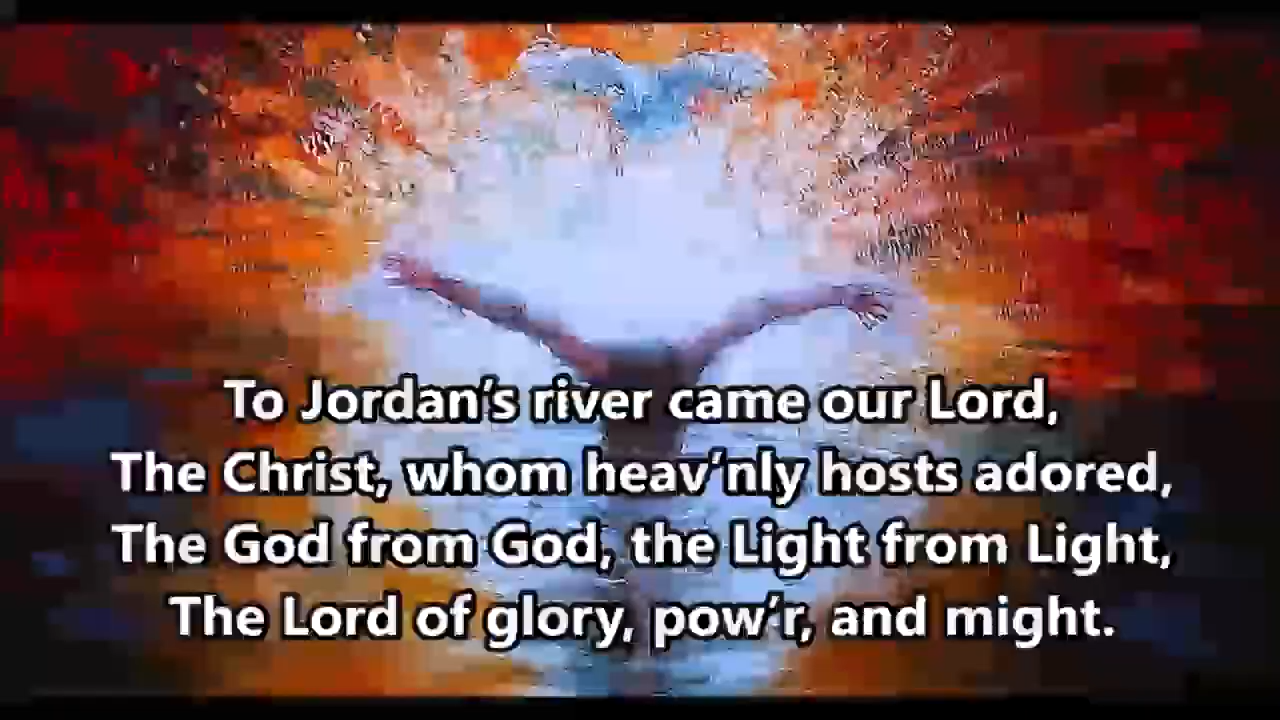 To Jordan’s river came our Lord,
The Christ, whom heav’nly hosts adored,
The God from God, the Light from Light,
The Lord of glory, pow’r, and might.